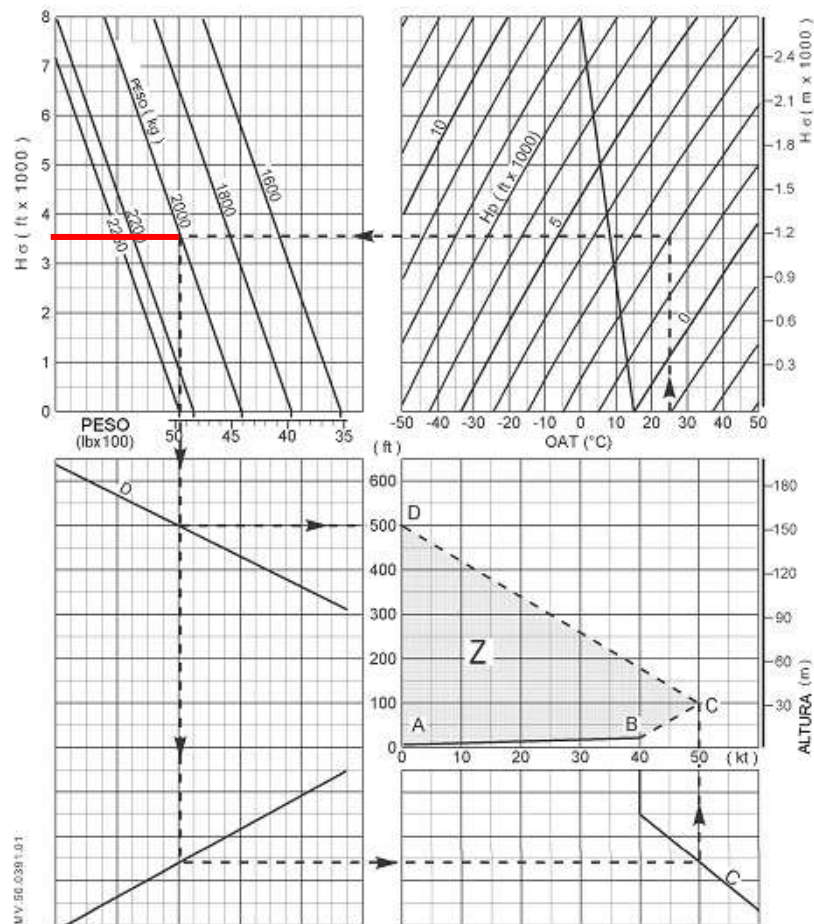 8
7
6
5
4
3
2
1
0
Hσ ( ft x 1000 )
PESO ( kg )
2200
2000
1800
1600
PESO
(lbx100)
50 45 40 35
10
Hp (ft x 1000)
5
0
2.4
2.1
1.8
1.5
1.2
0.9
0.6
0.3
Hσ ( m x 1000 )
-50 -40 -30 -20 -10 0 10 20 30 40 50
OAT (°C)
D
( ft )
600
500
400
300
200
100
0
D
Z
A
B
C
0 10 20 30 40 50 ( kt )
180
150
120
90
60
30
ALTURA (m)
C